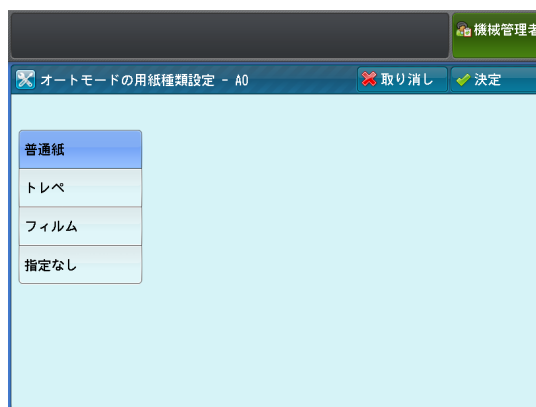 機械管理者
オートモードの用紙種類設定 - A0
取り消し
決定
普通紙
トレペ
フィルム
指定なし